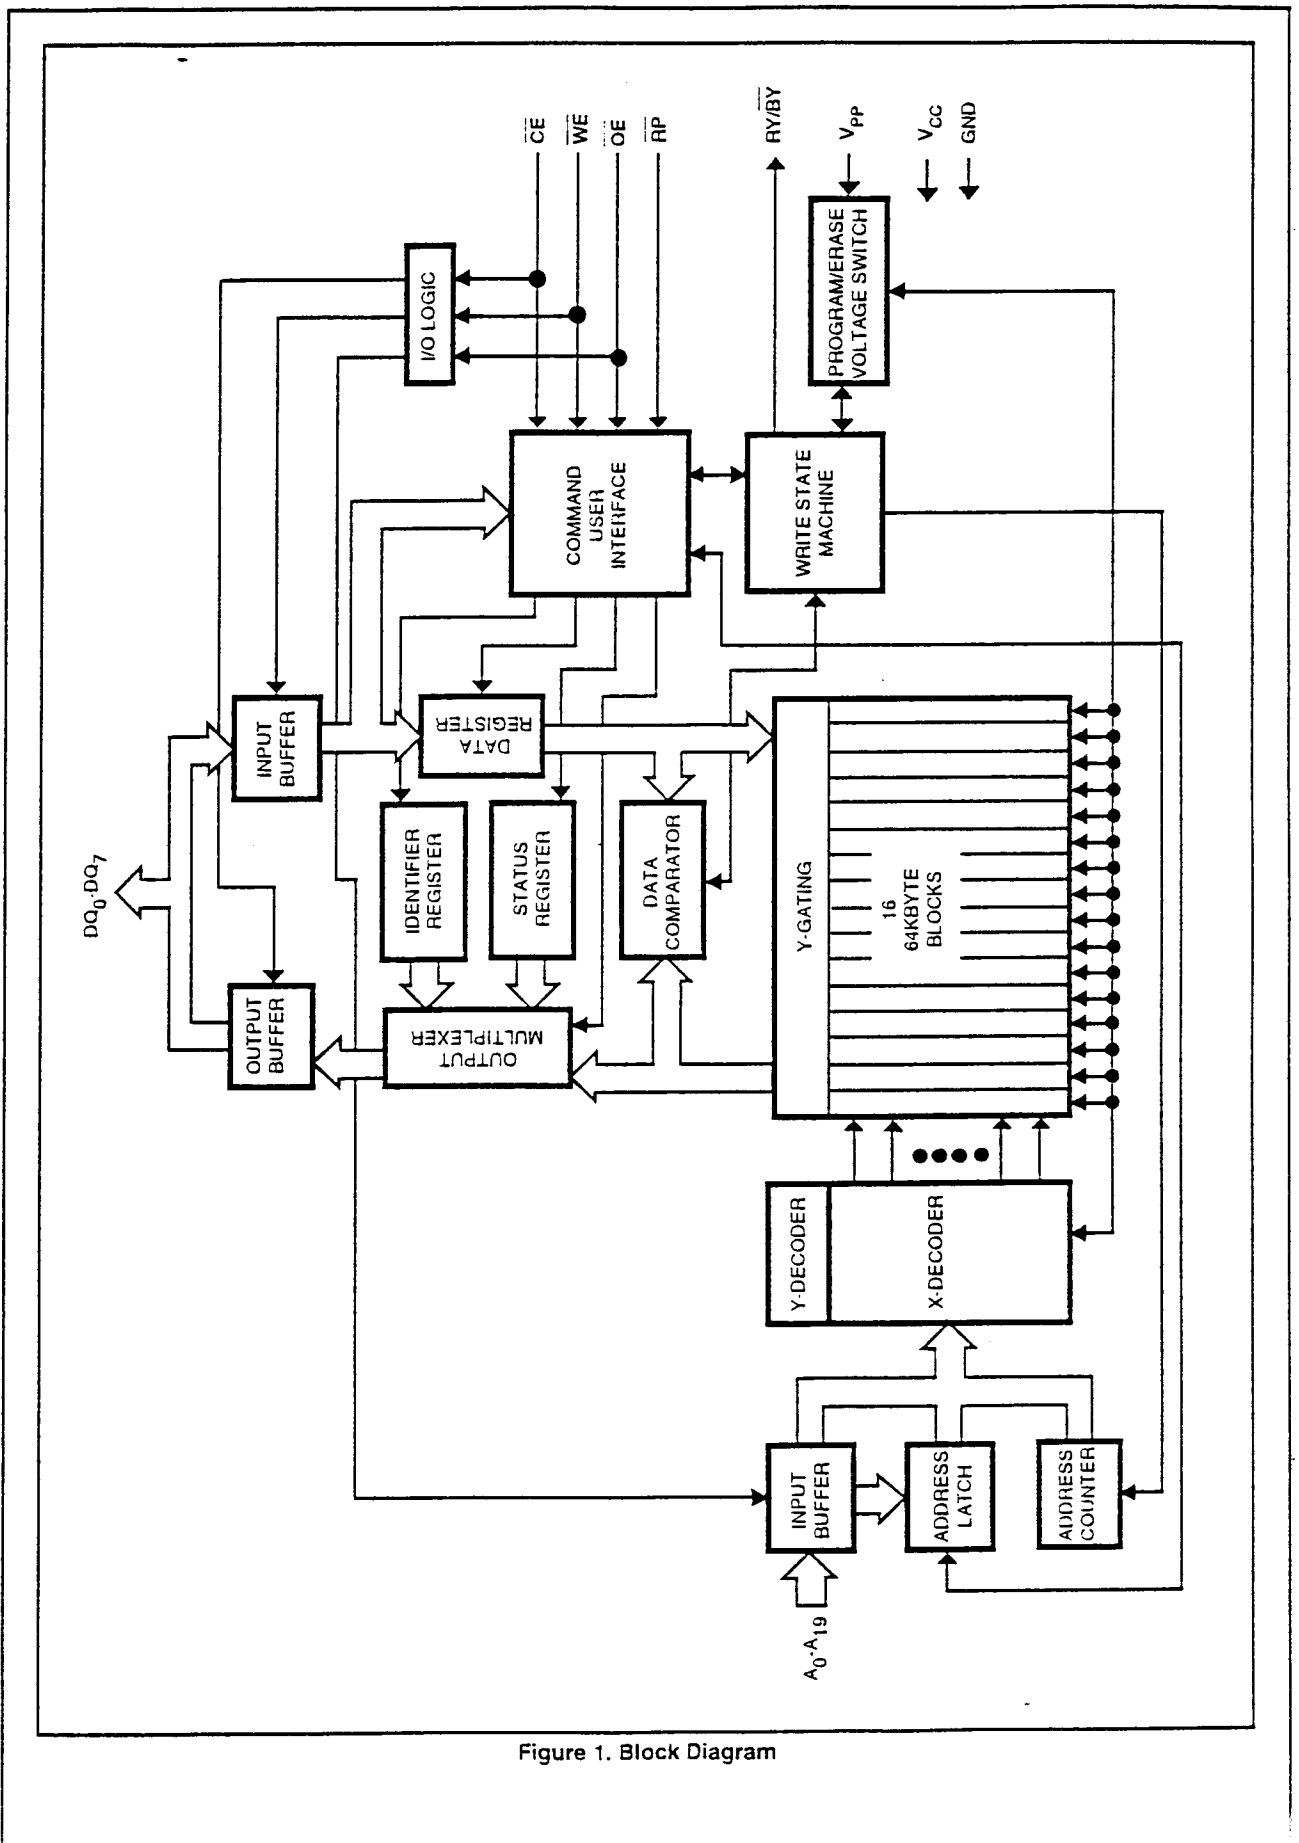 DQ0-DQ7
OUTPUT
BUFFER
INPUT
BUFFER
I/O LOGIC
CE
WE
OE
RP
IDENTIFIER
REGISTER
STATUS
REGISTER
OUTPUT
MULTIPLEXER
DATA
REGISTER
DATA
COMPARATOR
COMMAND
USER
INTERFACE
WRITE STATE
MACHINE
RY/BY
PROGRAM/ERASE
VOLTAGE SWITCH
VPP
VCC
GND
Y-GATING
16
64KBYTE
BLOCKS
Y-DECODER
X-DECODER
INPUT
BUFFER
ADDRESS
LATCH
ADDRESS
COUNTER
A0-A19
Figure 1. Block Diagram